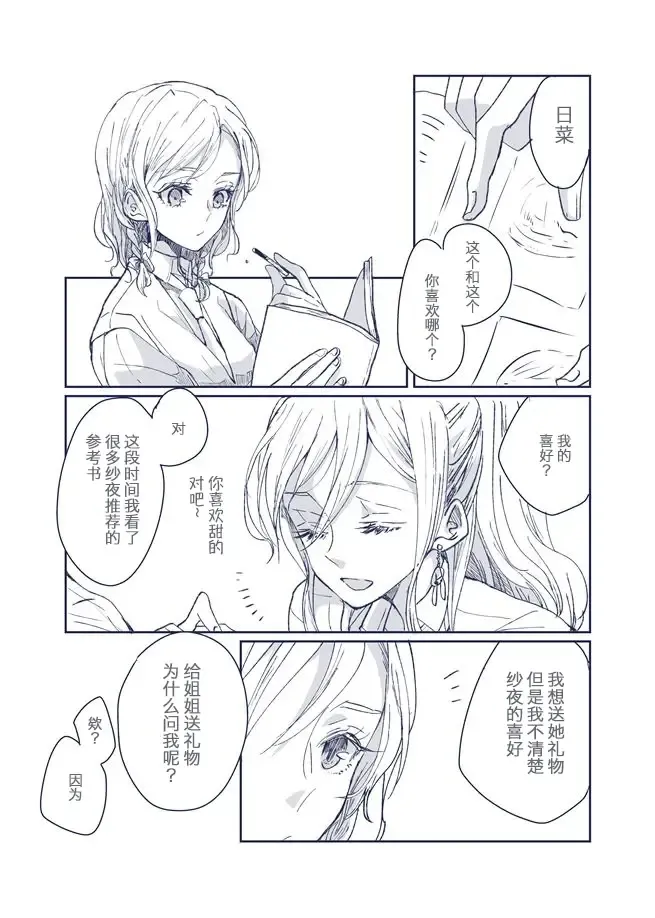 日菜
这个和这个
你喜欢哪个？
我的
喜好？
你喜欢甜的
对吧~
对
这段时间我看了
很多纱夜推荐的
参考书
我想送她礼物
但是我不清楚
纱夜的喜好
给姐姐送礼物
为什么问我呢？
欸？
因为